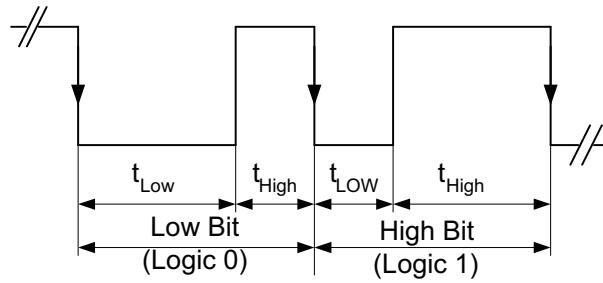 tLow tHigh tLOW tHigh
Low Bit High Bit
(Logic 0) (Logic 1)